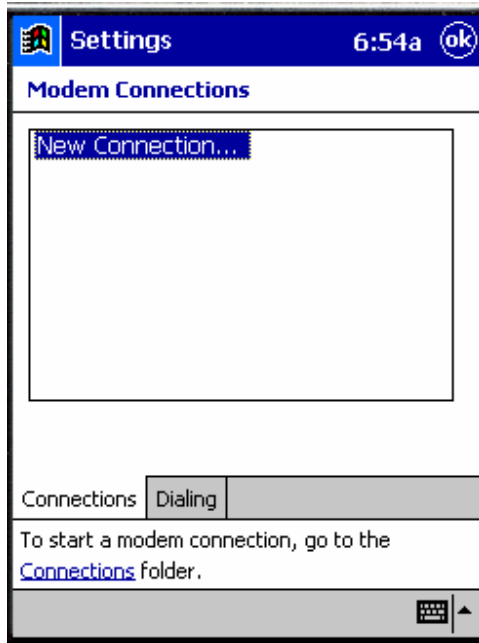 Settings 6:54a ok
Modem Connections
New Connection...
Connections Dialing
To start a modem connection, go to the
Connections folder.